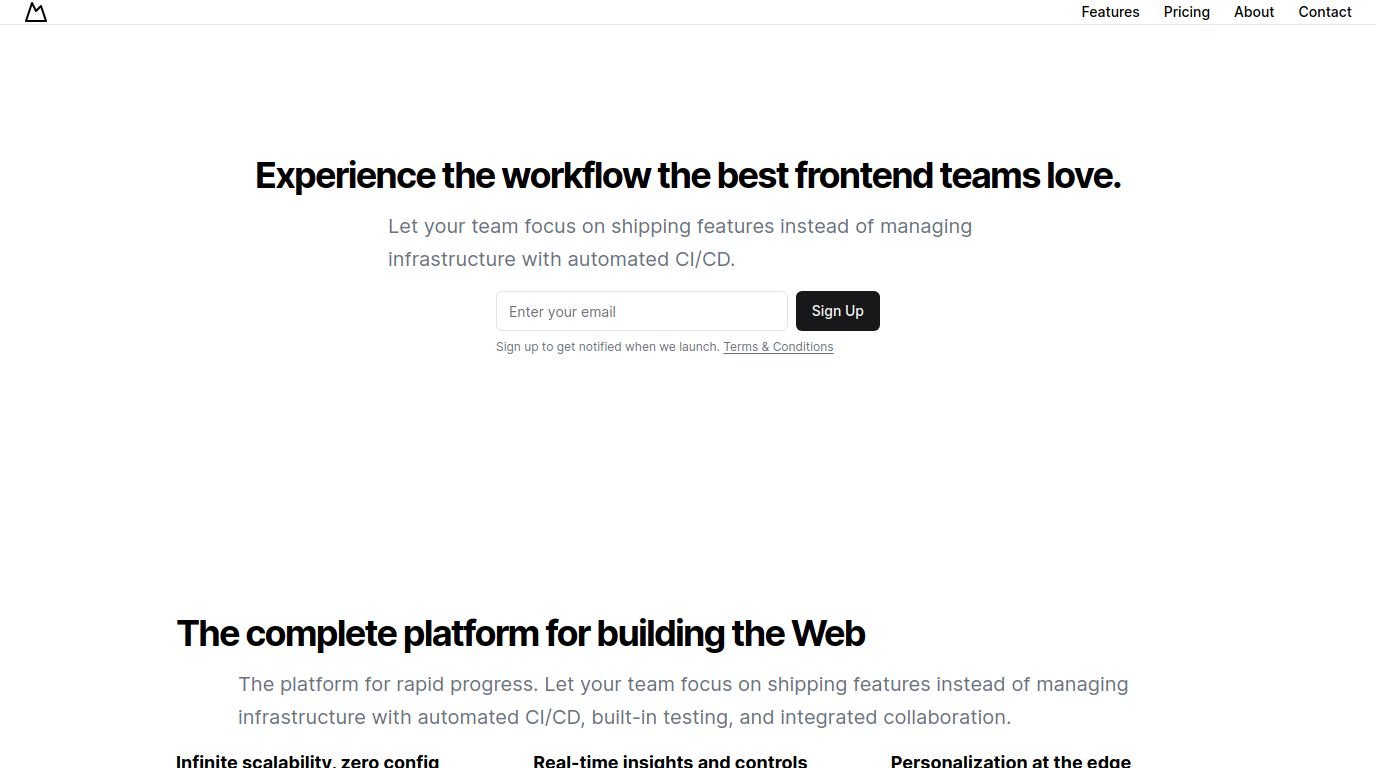 Features Pricing About Contact
Experience the workflow the best frontend teams love.
Let your team focus on shipping features instead of managing
infrastructure with automated CI/CD.
Enter your email Sign Up
Sign up to get notified when we launch. Terms & Conditions
The complete platform for building the Web
The platform for rapid progress. Let your team focus on shipping features instead of managing
infrastructure with automated CI/CD, built-in testing, and integrated collaboration.
Infinite scalability, zero config Real-time insights and controls Personalization at the edge